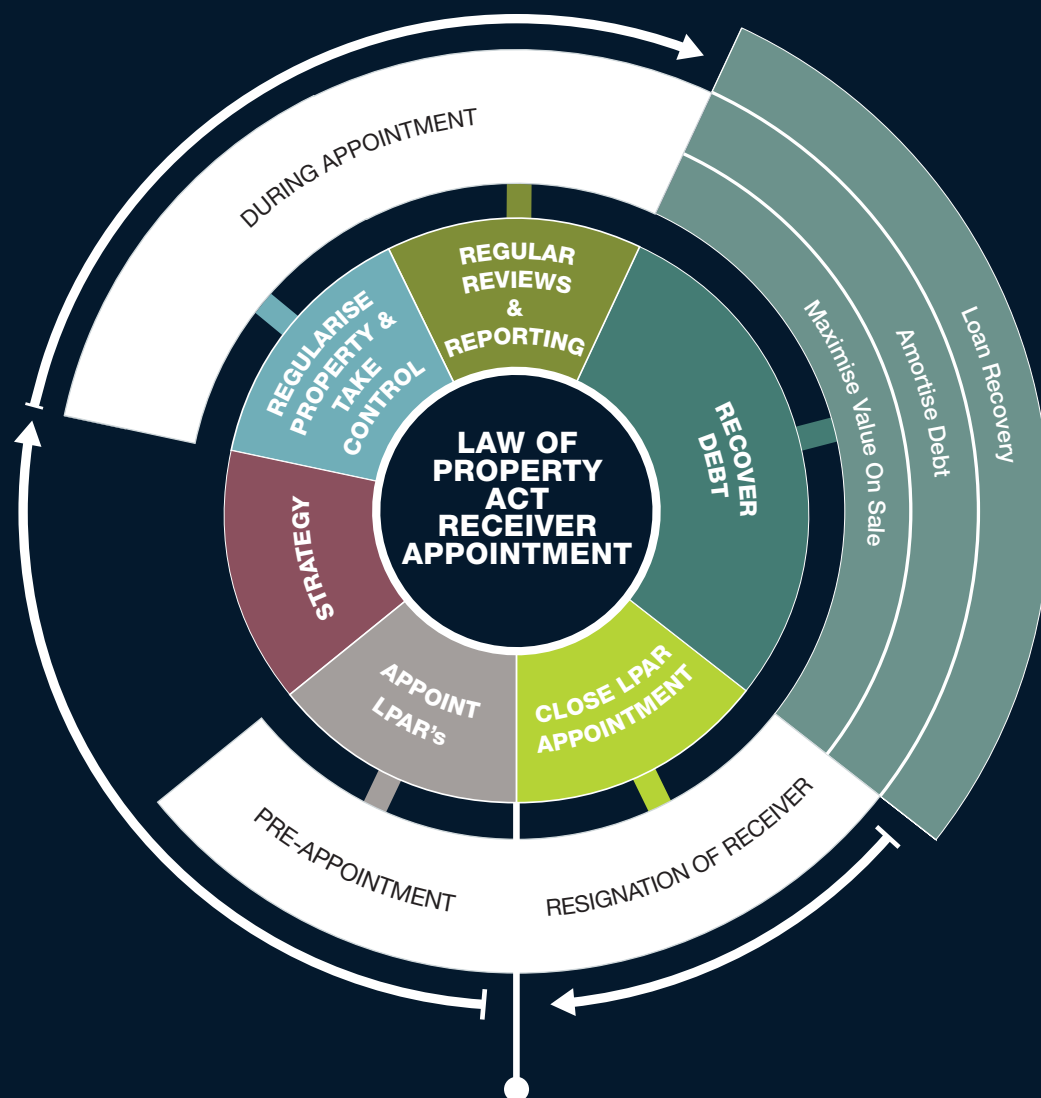 LAW OF
PROPERTY
ACT
RECEIVER
APPOINTMENT
PRE-APPOINTMENT
APPOINT
LPAR's
STRATEGY
DURING APPOINTMENT
REGULARISE
PROPERTY &
TAKE
CONTROL
REGULAR
REVIEWS
&
REPORTING
RECOVER
DEBT
Maximise Value On Sale
Amortise Debt
Loan Recovery
CLOSE LPAR
APPOINTMENT
RESIGNATION OF RECEIVER